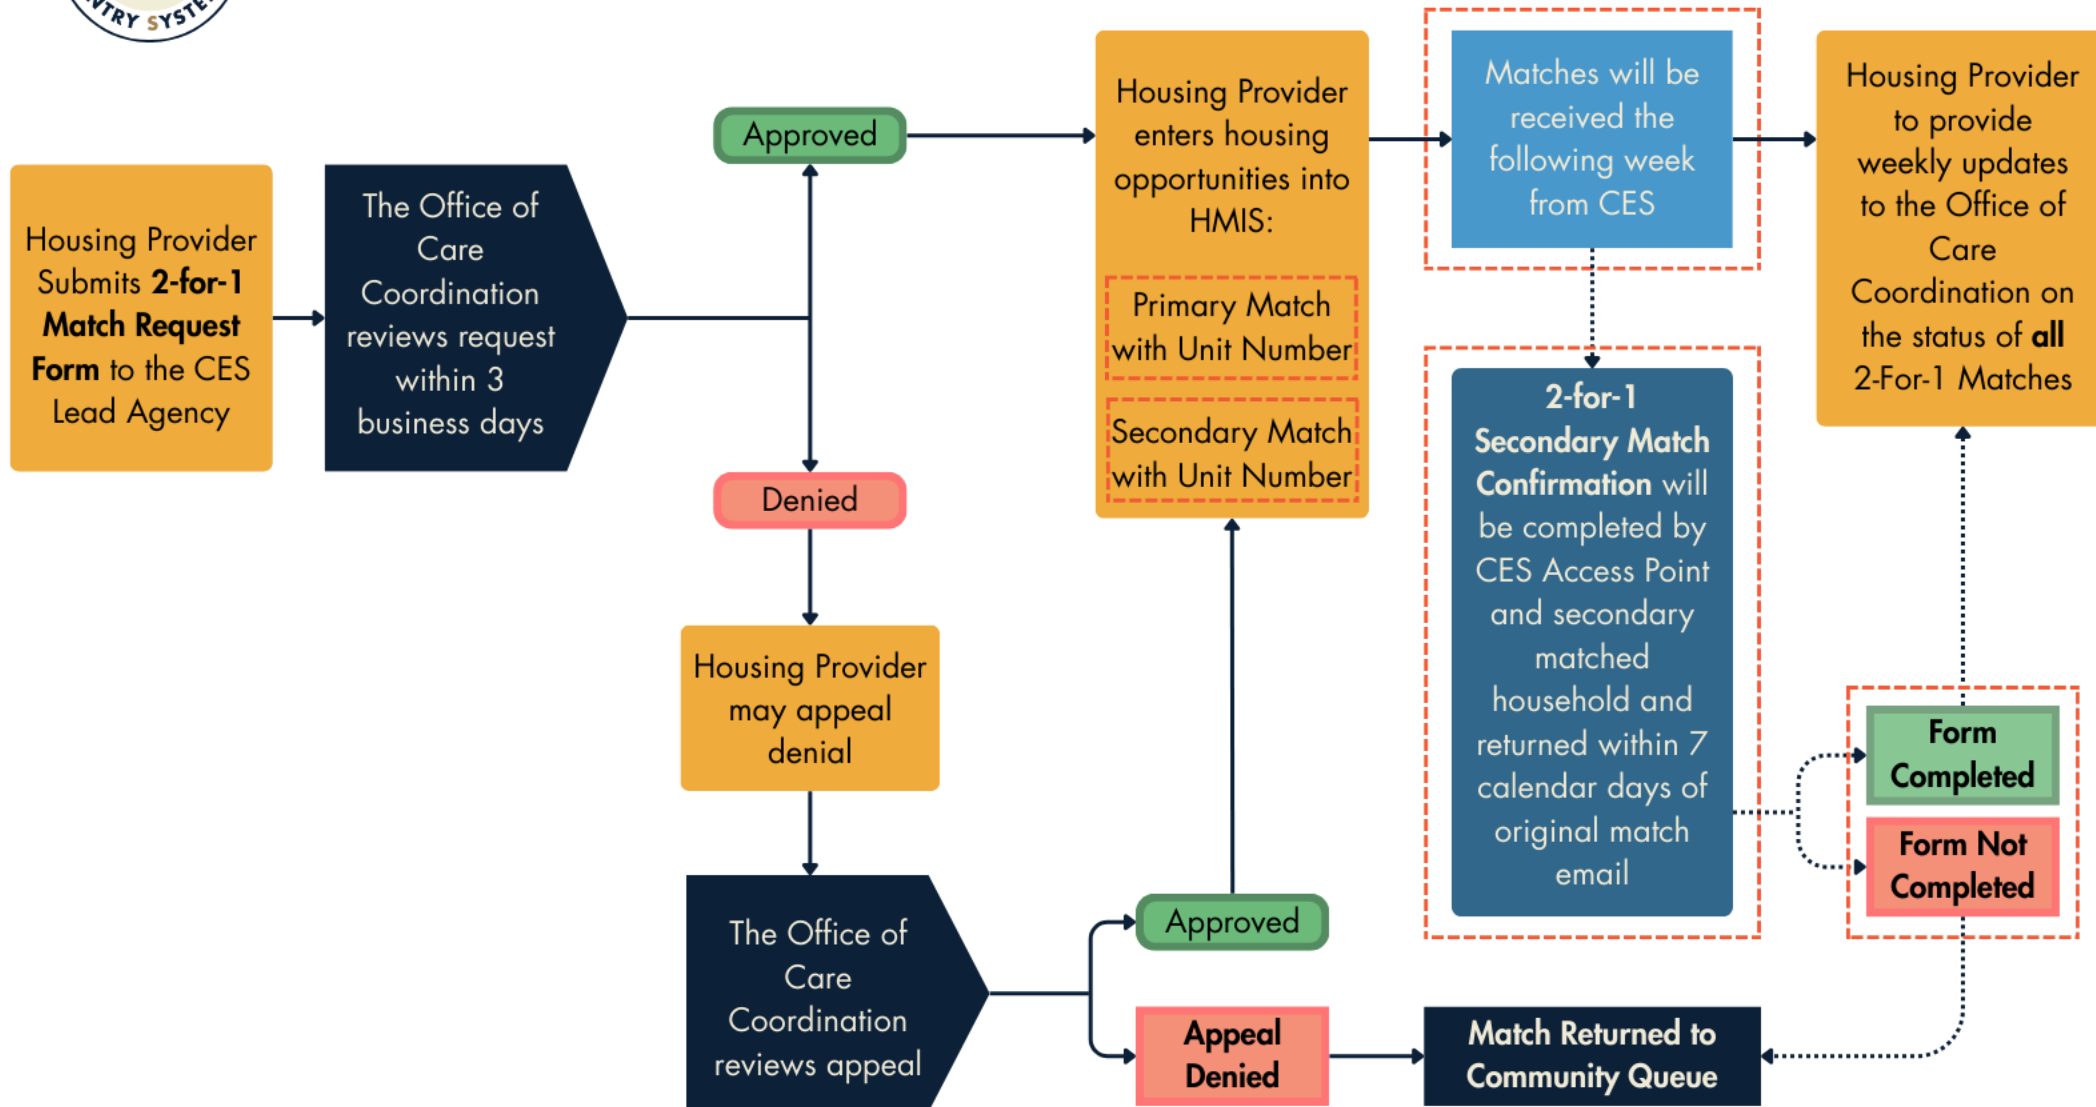 NTRY SYSTE
Housing Provider
Submits 2-for-1
Match Request
Form to the CES
Lead Agency
The Office of
Care
Coordination
reviews request
within 3
business days
Approved
Denied
Housing Provider
may appeal
denial
The Office of
Care
Coordination
reviews appeal
Approved
Appeal
Denied
Housing Provider
enters housing
opportunities into
HMIS:
Primary Match
with Unit Number
Secondary Match
with Unit Number
Matches will be
received the
following week
from CES
2-for-1
Secondary Match
Confirmation will
be completed by
CES Access Point
and secondary
matched
household and
returned within 7
calendar days of
original match
email
Housing Provider
to provide
weekly updates
to the Office of
Care
Coordination on
the status of all
2-For-1 Matches
Form
Completed
Form Not
Completed
Match Returned to
Community Queue